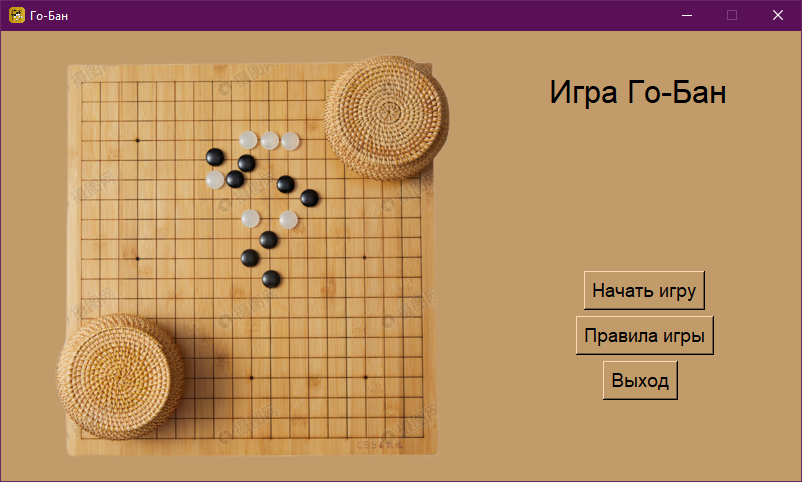 Го-Бан
Игра Го-Бан
Начать игру
Правила игры
Выход